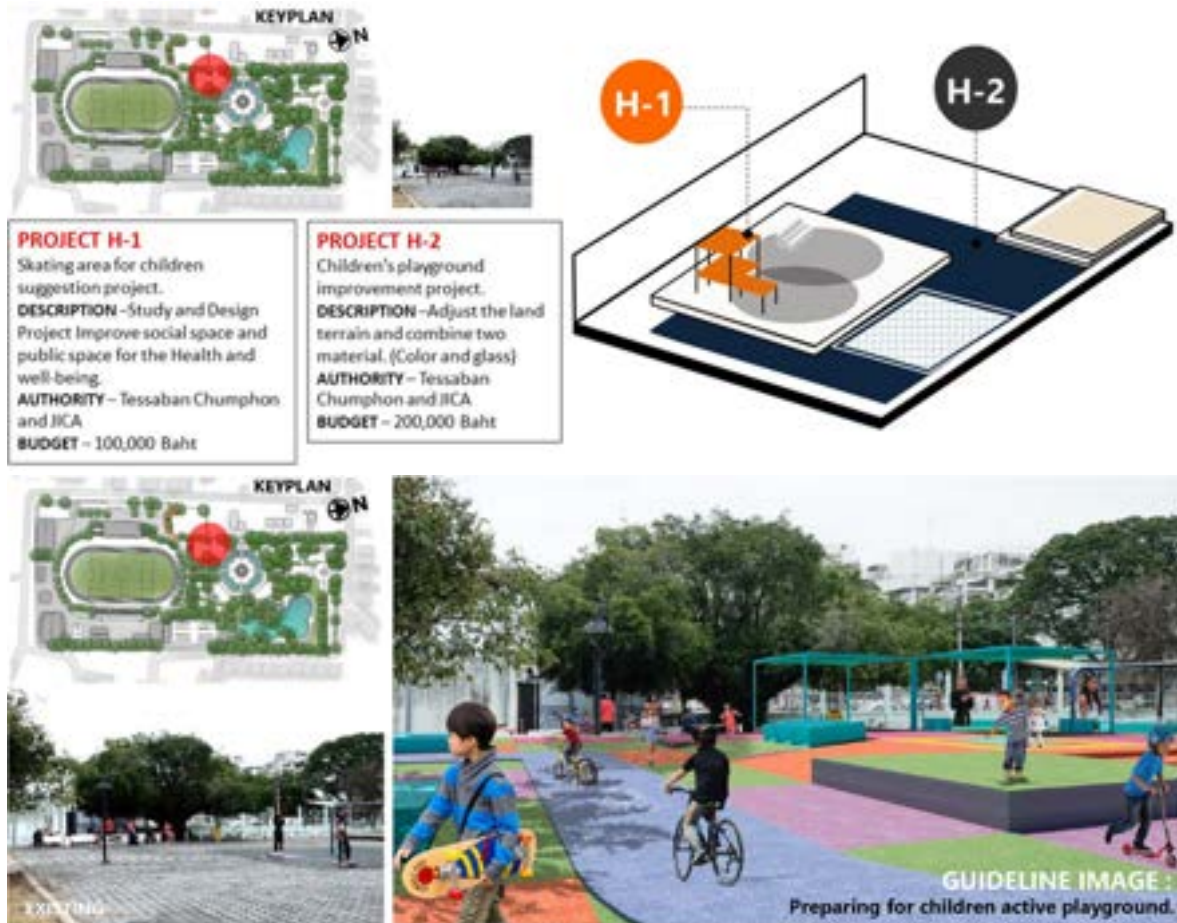 KEYPLAN
N
H-1
H-2
PROJECT H-1
Skating area for children
suggestion project.
DESCRIPTION –Study and Design
Project Improve social space and
public space for the Health and
well-being.
AUTHORITY – Tessaban Chumphon
and JICA
BUDGET – 100,000 Baht
PROJECT H-2
Children's playground
improvement project.
DESCRIPTION –Adjust the land
terrain and combine two
material. (Color and glass)
AUTHORITY – Tessaban
Chumphon and JICA
BUDGET – 200,000 Baht
KEYPLAN
N
EXISTING
GUIDELINE IMAGE :
Preparing for children active playground.